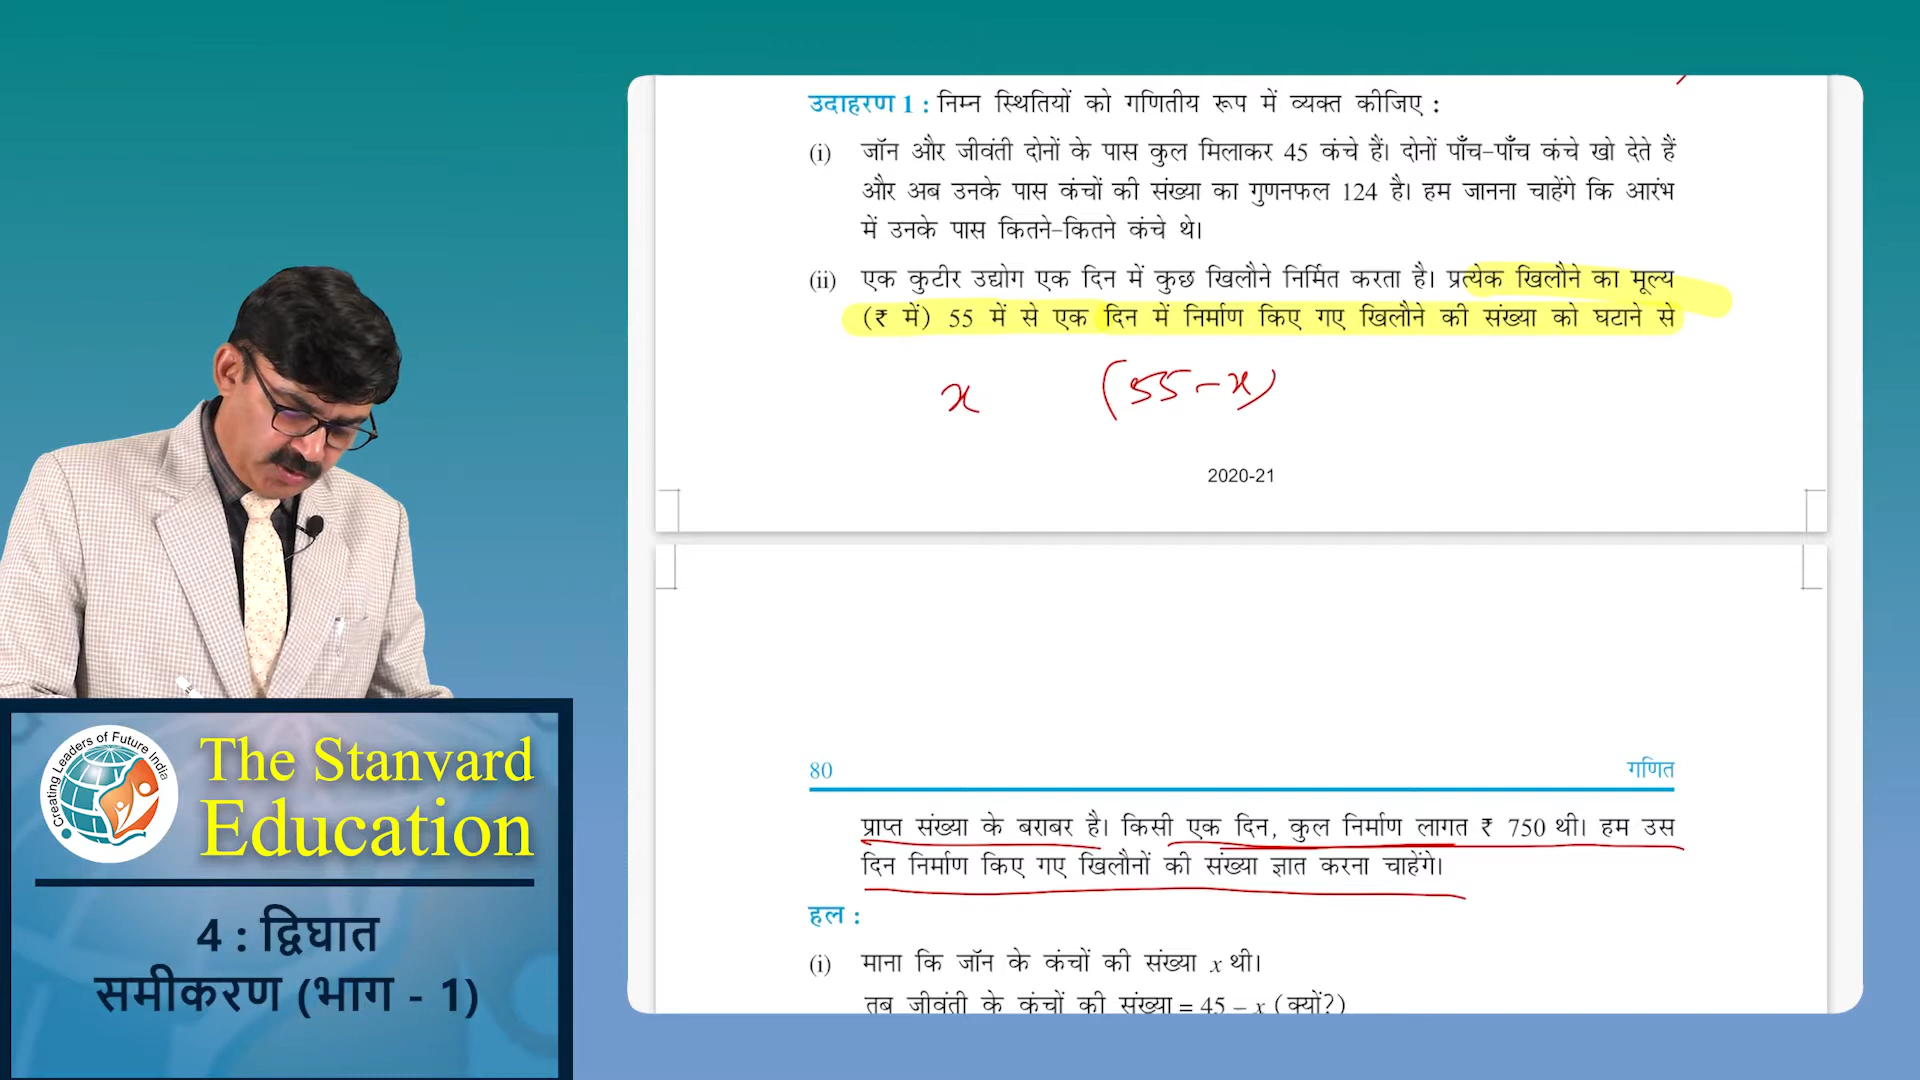 उदाहरण 1 : निम्न स्थितियों को गणितीय रूप में व्यक्त कीजिए :
(i) जॉन और जीवंती दोनों के पास कुल मिलाकर 45 कंचे हैं। दोनों पाँच-पाँच कंचे खो देते हैं
और अब उनके पास कंचों की संख्या का गुणनफल 124 है। हम जानना चाहेंगे कि आरंभ
में उनके पास कितने-कितने कंचे थे।
(ii) एक कुटीर उद्योग एक दिन में कुछ खिलौने निर्मित करता है। प्रत्येक खिलौने का मूल्य
(₹ में) 55 में से एक दिन में निर्माण किए गए खिलौने की संख्या को घटाने से
x (55-x)
2020-21
80 गणित
प्राप्त संख्या के बराबर है। किसी एक दिन, कुल निर्माण लागत ₹ 750 थी। हम उस
दिन निर्माण किए गए खिलौनों की संख्या ज्ञात करना चाहेंगे।
हल :
(i) माना कि जॉन के कंचों की संख्या x थी।
तब जीवंती के कंचों की संख्या = 45 – x (क्यों?)
Creating Leaders of Future India
The Stanvard
Education
4 : द्विघात
समीकरण (भाग - 1)